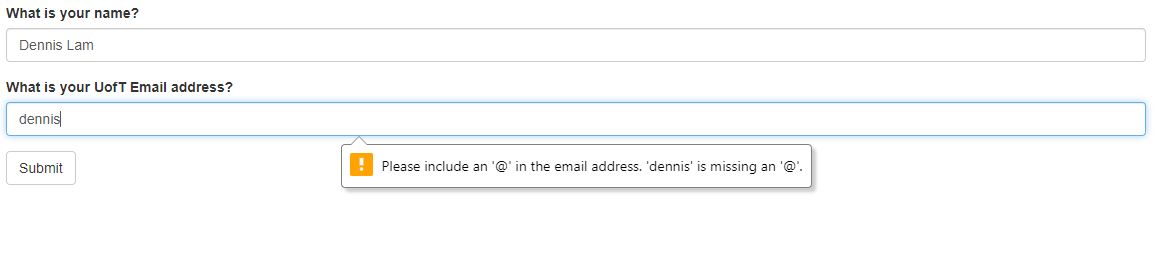 What is your name?
Dennis Lam
What is your UofT Email address?
dennis
Please include an '@' in the email address. 'dennis' is missing an '@'.
Submit